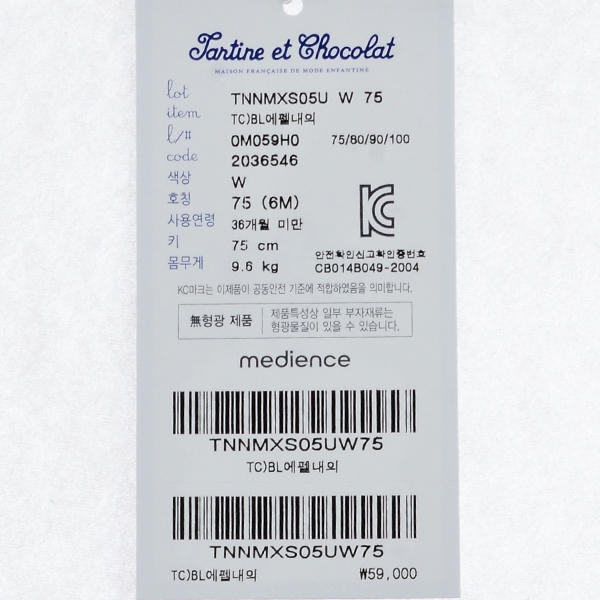 Tartine et Chocolat
MAISON FRANÇAISE DE MODE ENFANTINE
lot TNNMXS05U W 75
item TC)BL에펠내의
l/# 0M059H0 75/80/90/100
code 2036546
색상 W
호칭 75 (6M)
사용연령 36개월 미만
키 75 cm
몸무게 9.6 kg
안전확인신고확인증번호
CB014B049-2004
KC마크는 이제품이 공통안전 기준에 적합하였음을 의미합니다.
無형광 제품
제품특성상 일부 부자재류는
형광물질이 있을 수 있습니다.
medience
TNNMXS05UW75
TC)BL에펠내의
TNNMXS05UW75
TC)BL에펠내의 ₩59,000